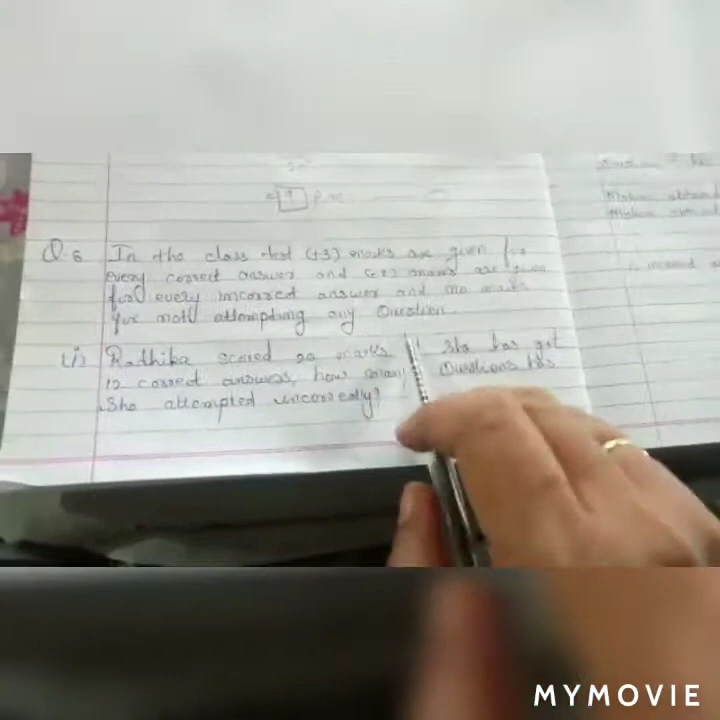 Q.6 In the class test (+3) marks are given for
every correct answer and (-2) marks are given
for every incorrect answer and no marks
for not attempting any Question.
(i) Radhika scored 20 marks. If she has got
12 correct answers, how many Questions has
she attempted incorrectly?
MYMOVIE